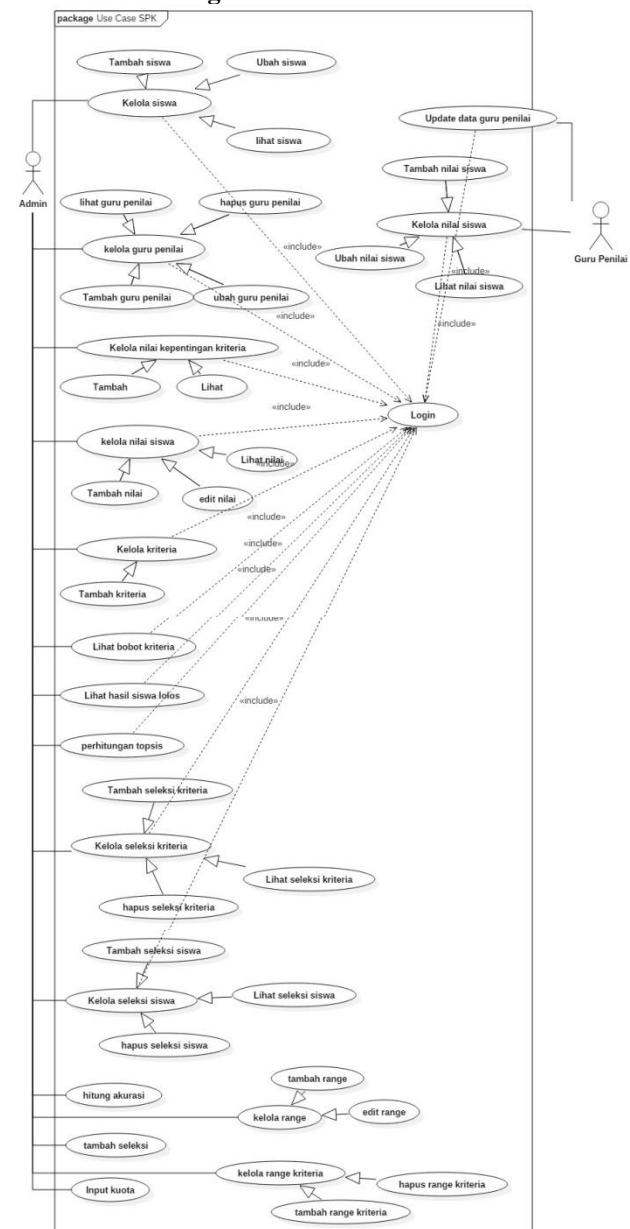 package Use Case SPK
Tambah siswa
Ubah siswa
Kelola siswa
lihat siswa
Update data guru penilai
Admin
Tambah nilai siswa
lihat guru penilai
hapus guru penilai
Kelola nilai siswa
Guru Penilai
kelola guru penilai
«include»
Ubah nilai siswa
«include»
Lihat nilai siswa
Tambah guru penilai
ubah guru penilai
«include»
«include»
Kelola nilai kepentingan kriteria
«include»
Tambah
Lihat
«include»
Login
kelola nilai siswa
Lihat nilai
«include»
Tambah nilai
edit nilai
«include»
Kelola kriteria
«include»
«include»
Tambah kriteria
«include»
Lihat bobot kriteria
Lihat hasil siswa lolos
«include»
perhitungan topsis
Tambah seleksi kriteria
Kelola seleksi kriteria
Lihat seleksi kriteria
hapus seleksi kriteria
Tambah seleksi siswa
Kelola seleksi siswa
Lihat seleksi siswa
hapus seleksi siswa
tambah range
hitung akurasi
kelola range
edit range
tambah seleksi
kelola range kriteria
hapus range kriteria
Input kuota
tambah range kriteria